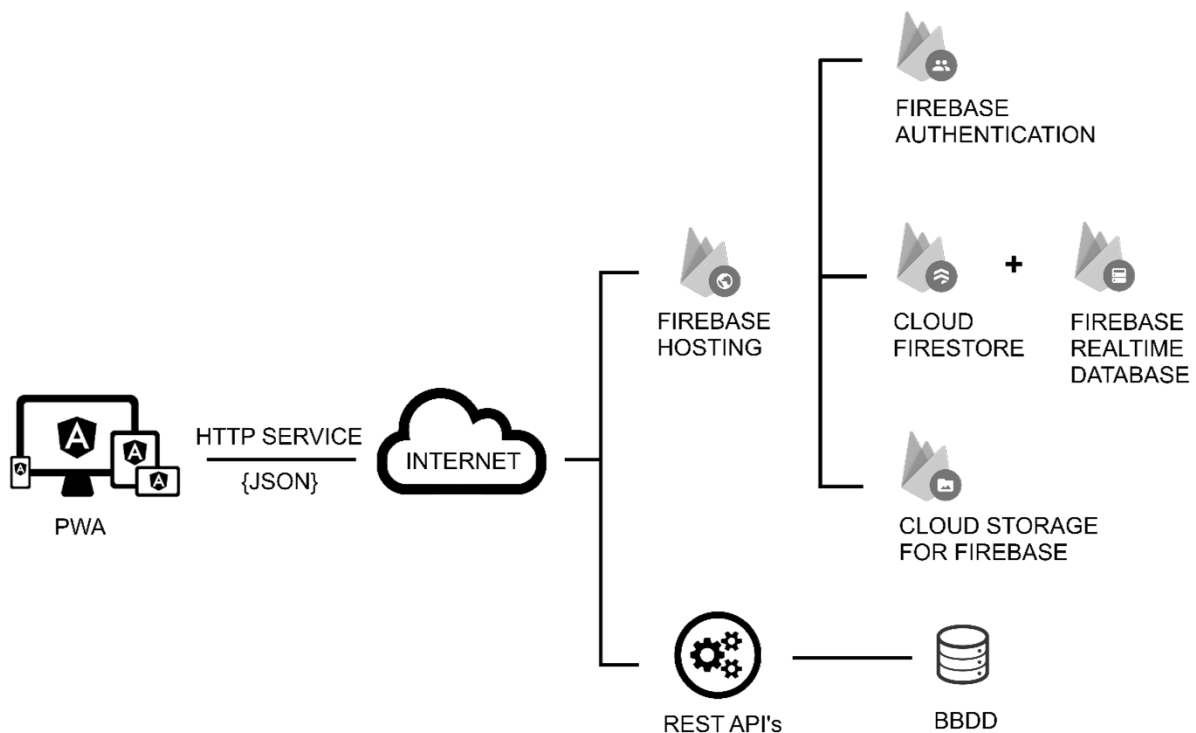 FIREBASE
AUTHENTICATION
+
FIREBASE
HOSTING
CLOUD
FIRESTORE
FIREBASE
REALTIME
DATABASE
A
A
A
A
HTTP SERVICE
{JSON}
INTERNET
PWA
CLOUD STORAGE
FOR FIREBASE
REST API's
BBDD